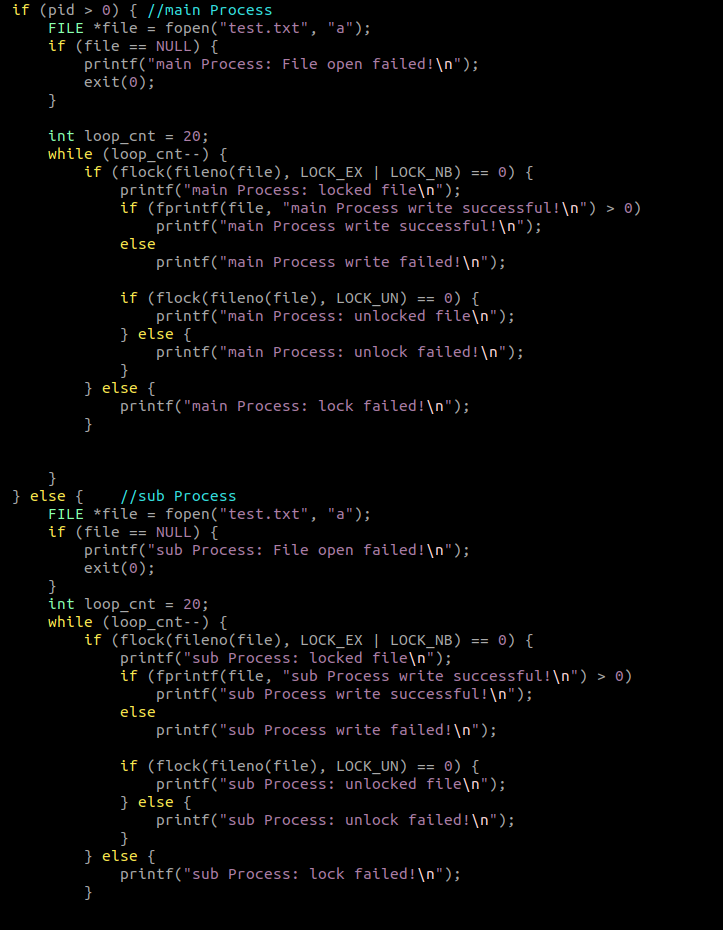 if (pid > 0) { //main Process
    FILE *file = fopen("test.txt", "a");
    if (file == NULL) {
        printf("main Process: File open failed!\n");
        exit(0);
    }

    int loop_cnt = 20;
    while (loop_cnt--) {
        if (flock(fileno(file), LOCK_EX | LOCK_NB) == 0) {
            printf("main Process: locked file\n");
            if (fprintf(file, "main Process write successful!\n") > 0)
                printf("main Process write successful!\n");
            else
                printf("main Process write failed!\n");

            if (flock(fileno(file), LOCK_UN) == 0) {
                printf("main Process: unlocked file\n");
            } else {
                printf("main Process: unlock failed!\n");
            }
        } else {
            printf("main Process: lock failed!\n");
        }


    }
} else {    //sub Process
    FILE *file = fopen("test.txt", "a");
    if (file == NULL) {
        printf("sub Process: File open failed!\n");
        exit(0);
    }
    int loop_cnt = 20;
    while (loop_cnt--) {
        if (flock(fileno(file), LOCK_EX | LOCK_NB) == 0) {
            printf("sub Process: locked file\n");
            if (fprintf(file, "sub Process write successful!\n") > 0)
                printf("sub Process write successful!\n");
            else
                printf("sub Process write failed!\n");

            if (flock(fileno(file), LOCK_UN) == 0) {
                printf("sub Process: unlocked file\n");
            } else {
                printf("sub Process: unlock failed!\n");
            }
        } else {
            printf("sub Process: lock failed!\n");
        }